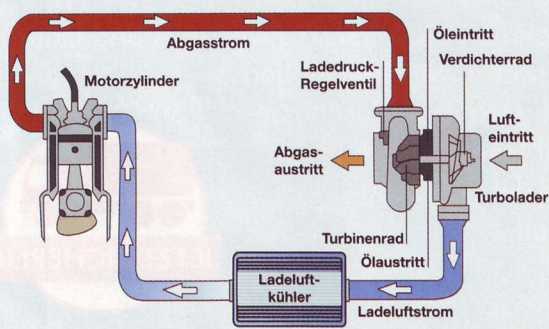 Abgasstrom
Öleintritt
Verdichterrad
Ladedruck-
Regelventil
Motorzylinder
Luft-
eintritt
Abgas-
austritt
Turbolader
Turbinenrad
Ölaustritt
Ladeluft-
kühler
Ladeluftstrom